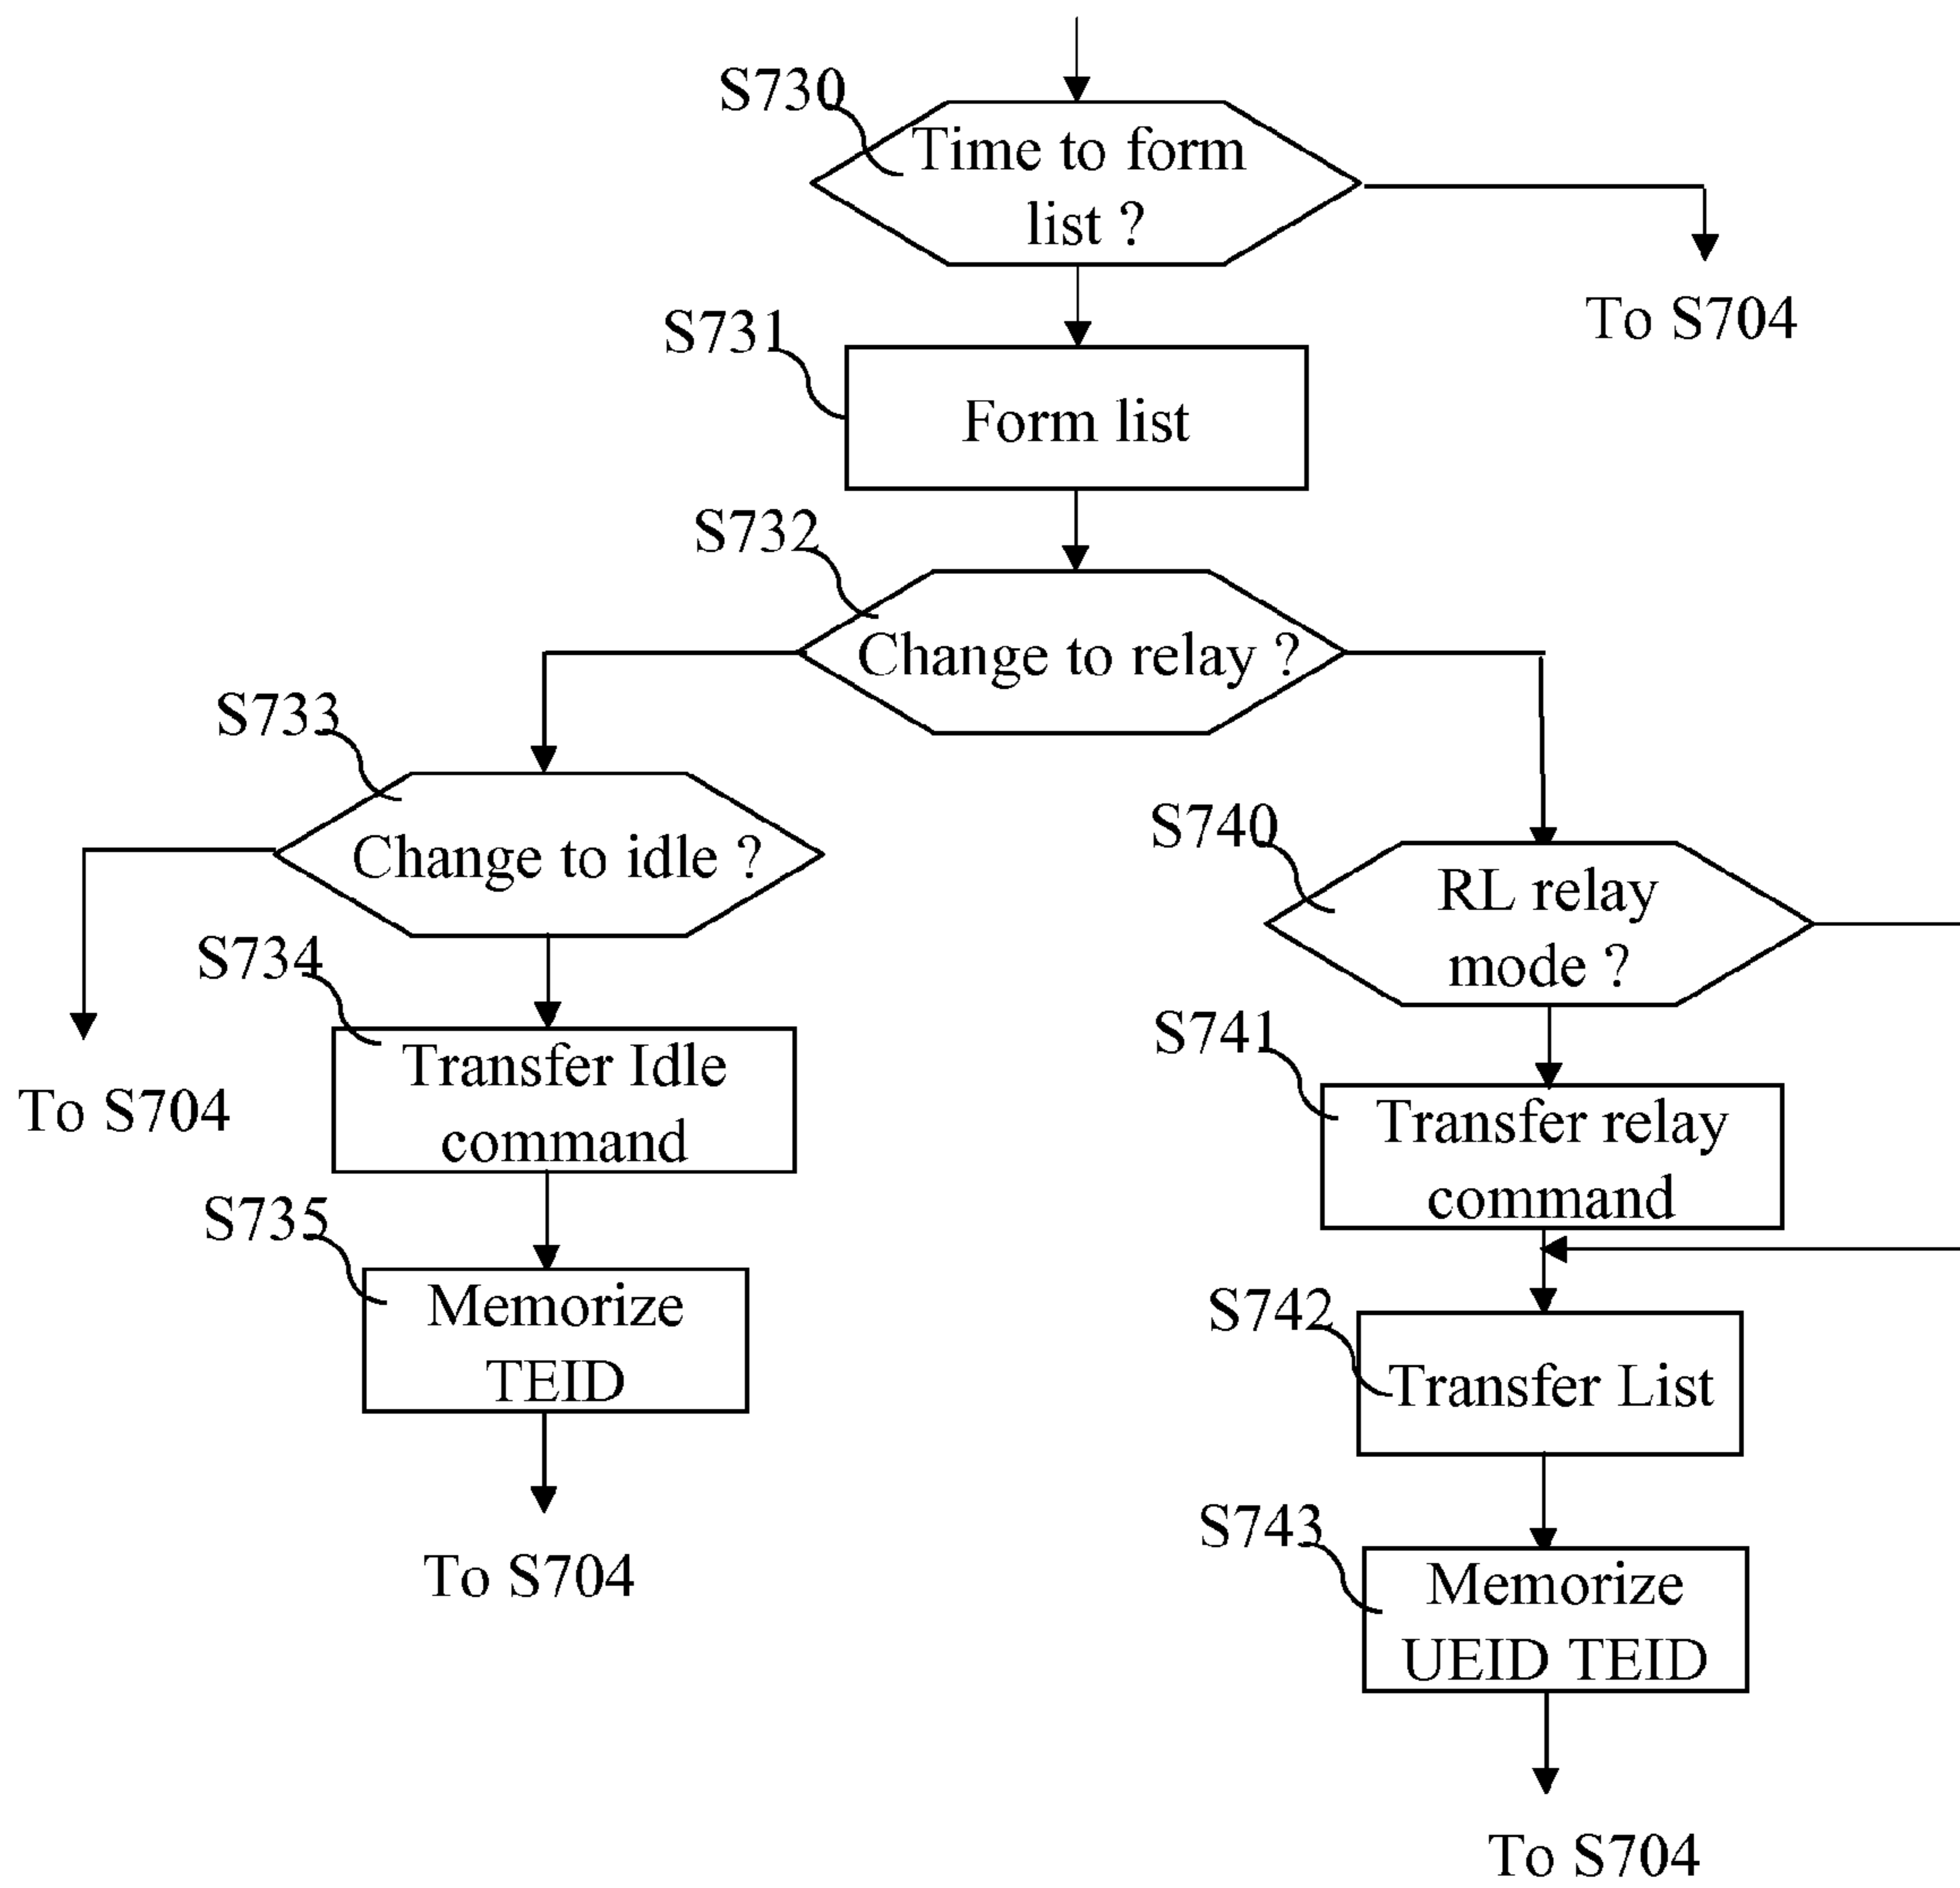 S730
Time to form
list ?
To S704
S731
Form list
S732
Change to relay ?
S733
Change to idle ?
S740
RL relay
mode ?
S734
Transfer Idle
command
To S704
S741
Transfer relay
command
S735
Memorize
TEID
S742
Transfer List
To S704
S743
Memorize
UEID TEID
To S704